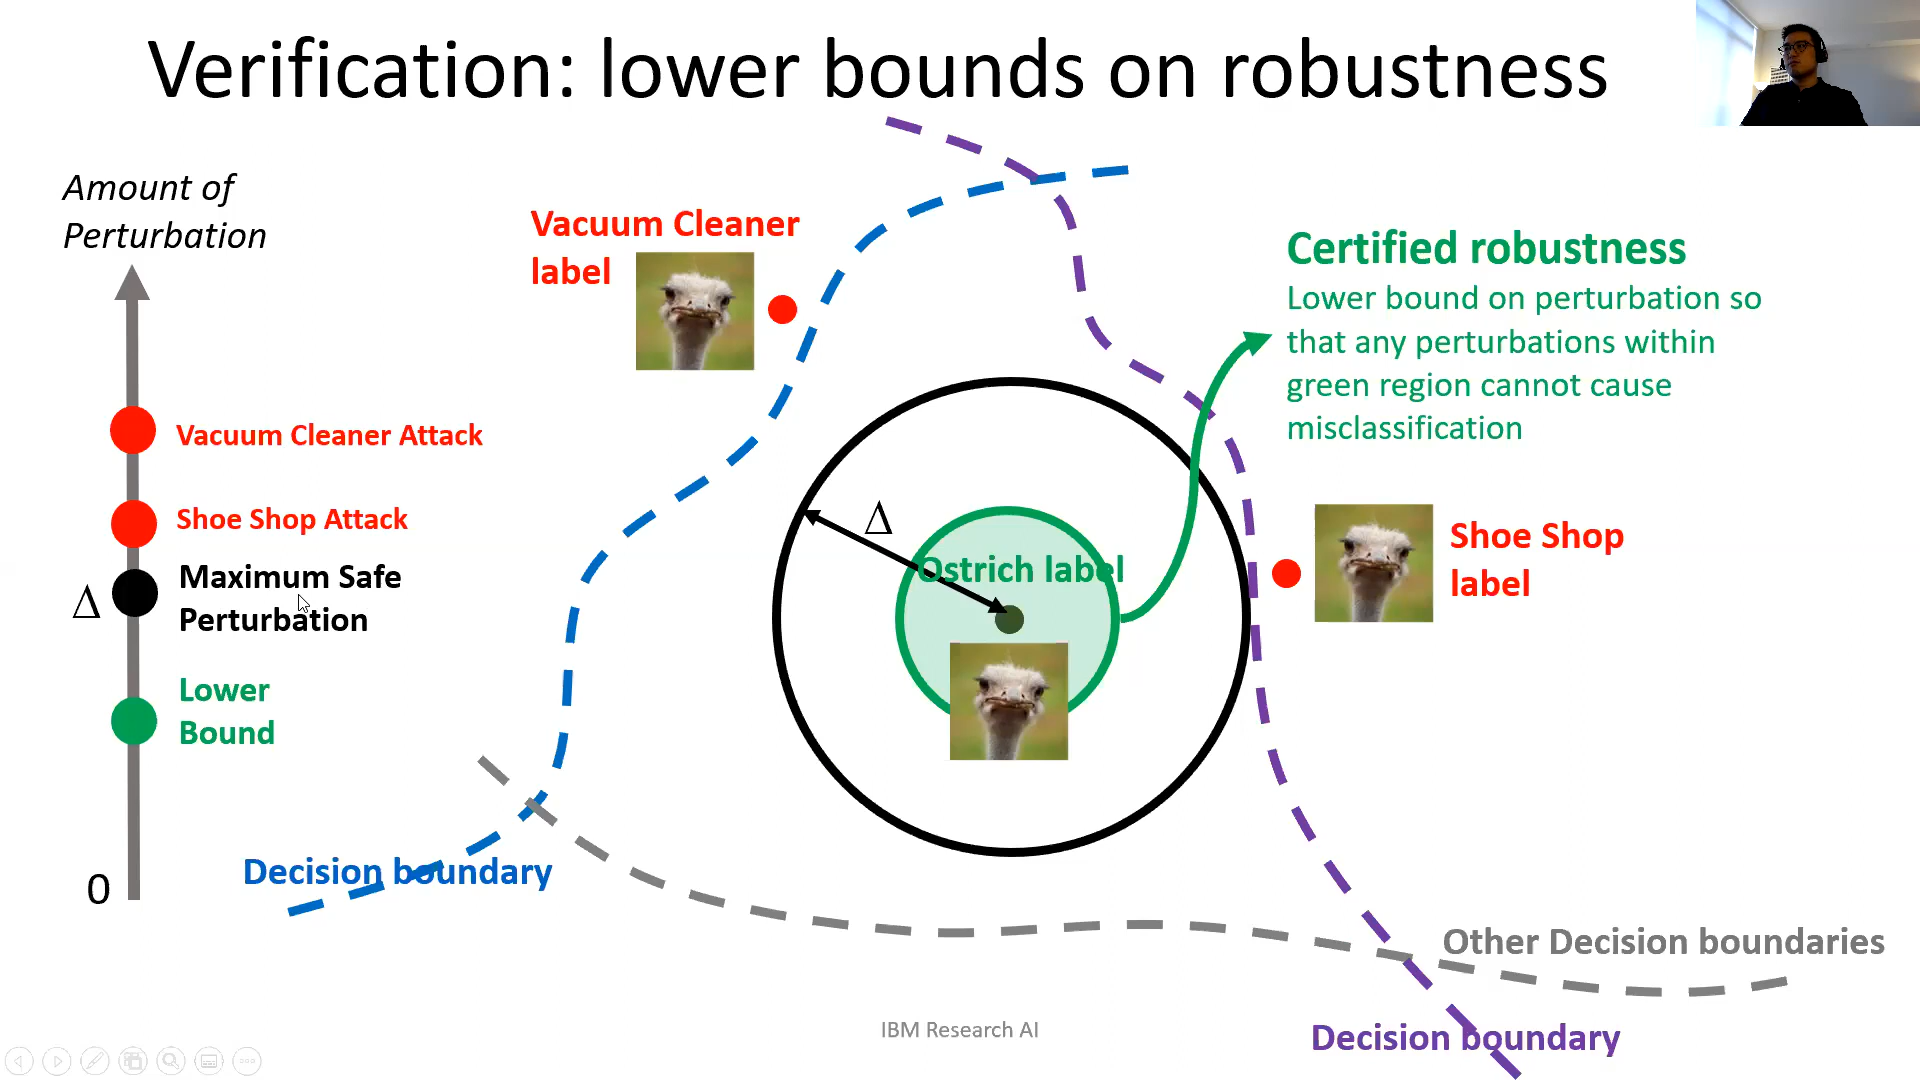 Verification: lower bounds on robustness
Amount of
Perturbation
Vacuum Cleaner
label
Certified robustness
Lower bound on perturbation so
that any perturbations within
green region cannot cause
misclassification
Vacuum Cleaner Attack
Shoe Shop Attack
Δ
Maximum Safe
Perturbation
Δ
Ostrich label
Shoe Shop
label
Lower
Bound
0
Decision boundary
Other Decision boundaries
IBM Research AI
Decision boundary